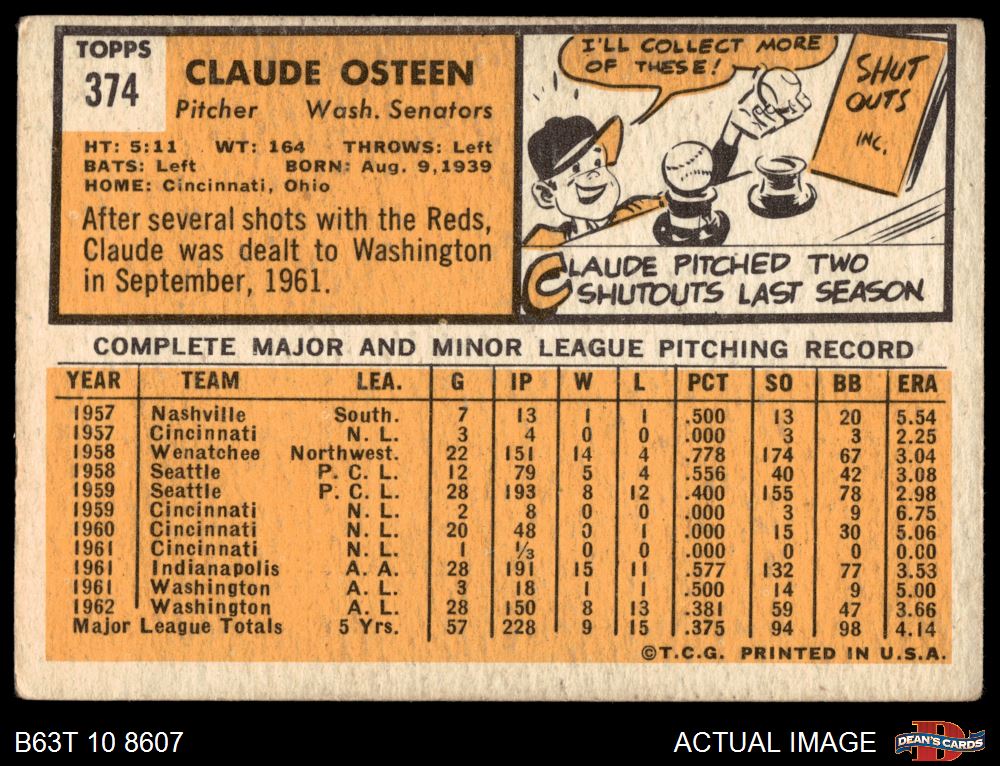 TOPPS
374
CLAUDE OSTEEN
Pitcher Wash. Senators
HT: 5:11 WT: 164 THROWS: Left
BATS: Left BORN: Aug. 9, 1939
HOME: Cincinnati, Ohio
After several shots with the Reds,
Claude was dealt to Washington
in September, 1961.
I'LL COLLECT MORE
OF THESE!
SHUT
OUTS
INC.
CLAUDE PITCHED TWO
SHUTOUTS LAST SEASON
COMPLETE MAJOR AND MINOR LEAGUE PITCHING RECORD
YEAR TEAM LEA. G IP W L PCT SO BB ERA
1957 Nashville South. 7 13 1 1 .500 13 20 5.54
1957 Cincinnati N. L. 3 4 0 0 .000 3 3 2.25
1958 Wenatchee Northwest. 22 151 14 4 .778 174 67 3.04
1958 Seattle P. C. L. 12 79 5 4 .556 40 42 3.08
1959 Seattle P. C. L. 28 193 8 12 .400 155 78 2.98
1959 Cincinnati N. L. 2 8 0 0 .000 3 9 6.75
1960 Cincinnati N. L. 20 48 0 1 .000 15 30 5.06
1961 Cincinnati N. L. 1 1/3 0 0 .000 0 0 0.00
1961 Indianapolis A. A. 28 191 15 11 .577 132 77 3.53
1961 Washington A. L. 3 18 1 1 .500 14 9 5.00
1962 Washington A. L. 28 150 8 13 .381 59 47 3.66
Major League Totals 5 Yrs. 57 228 9 15 .375 94 98 4.14
©T.C.G. PRINTED IN U.S.A.
B63T 10 8607 ACTUAL IMAGE DEAN'S CARDS